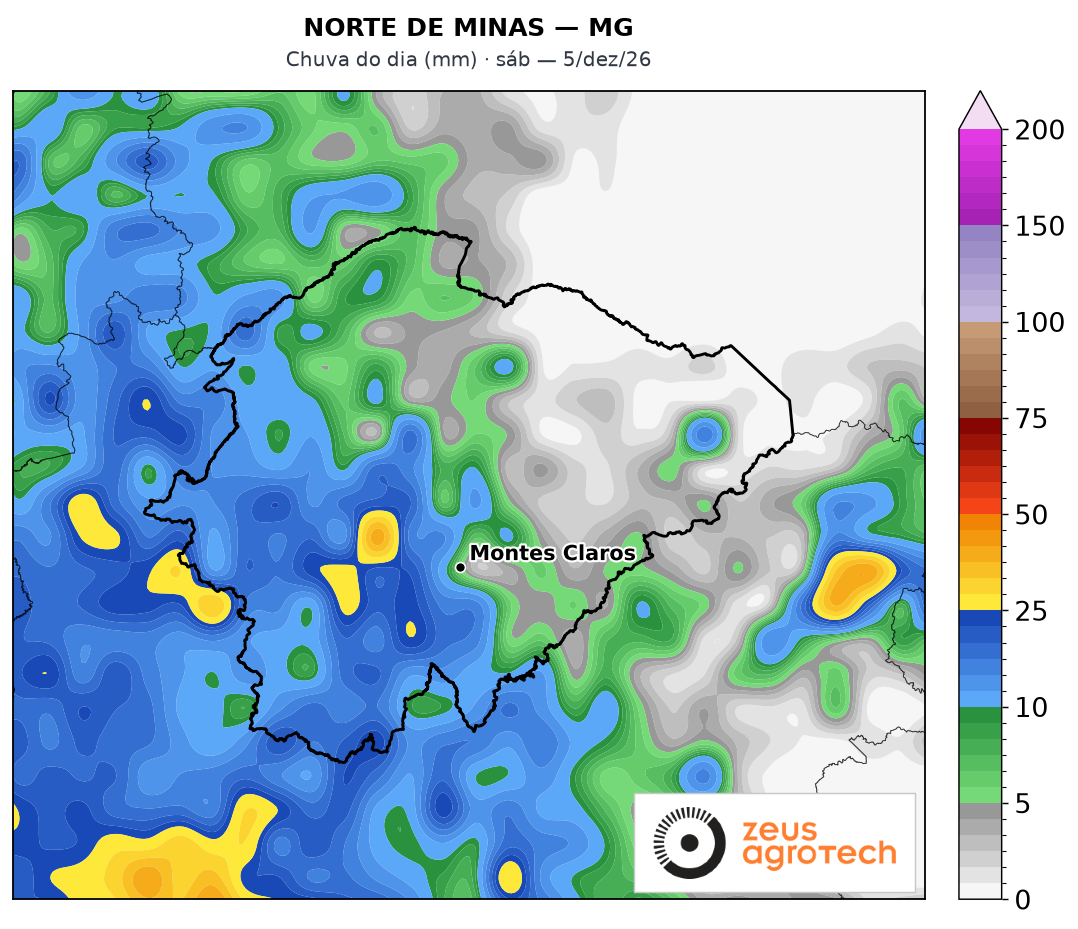 NORTE DE MINAS — MG
Chuva do dia (mm) · sáb — 5/dez/26
200
150
100
75
50
25
10
5
0
Montes Claros
zeus
agrotech